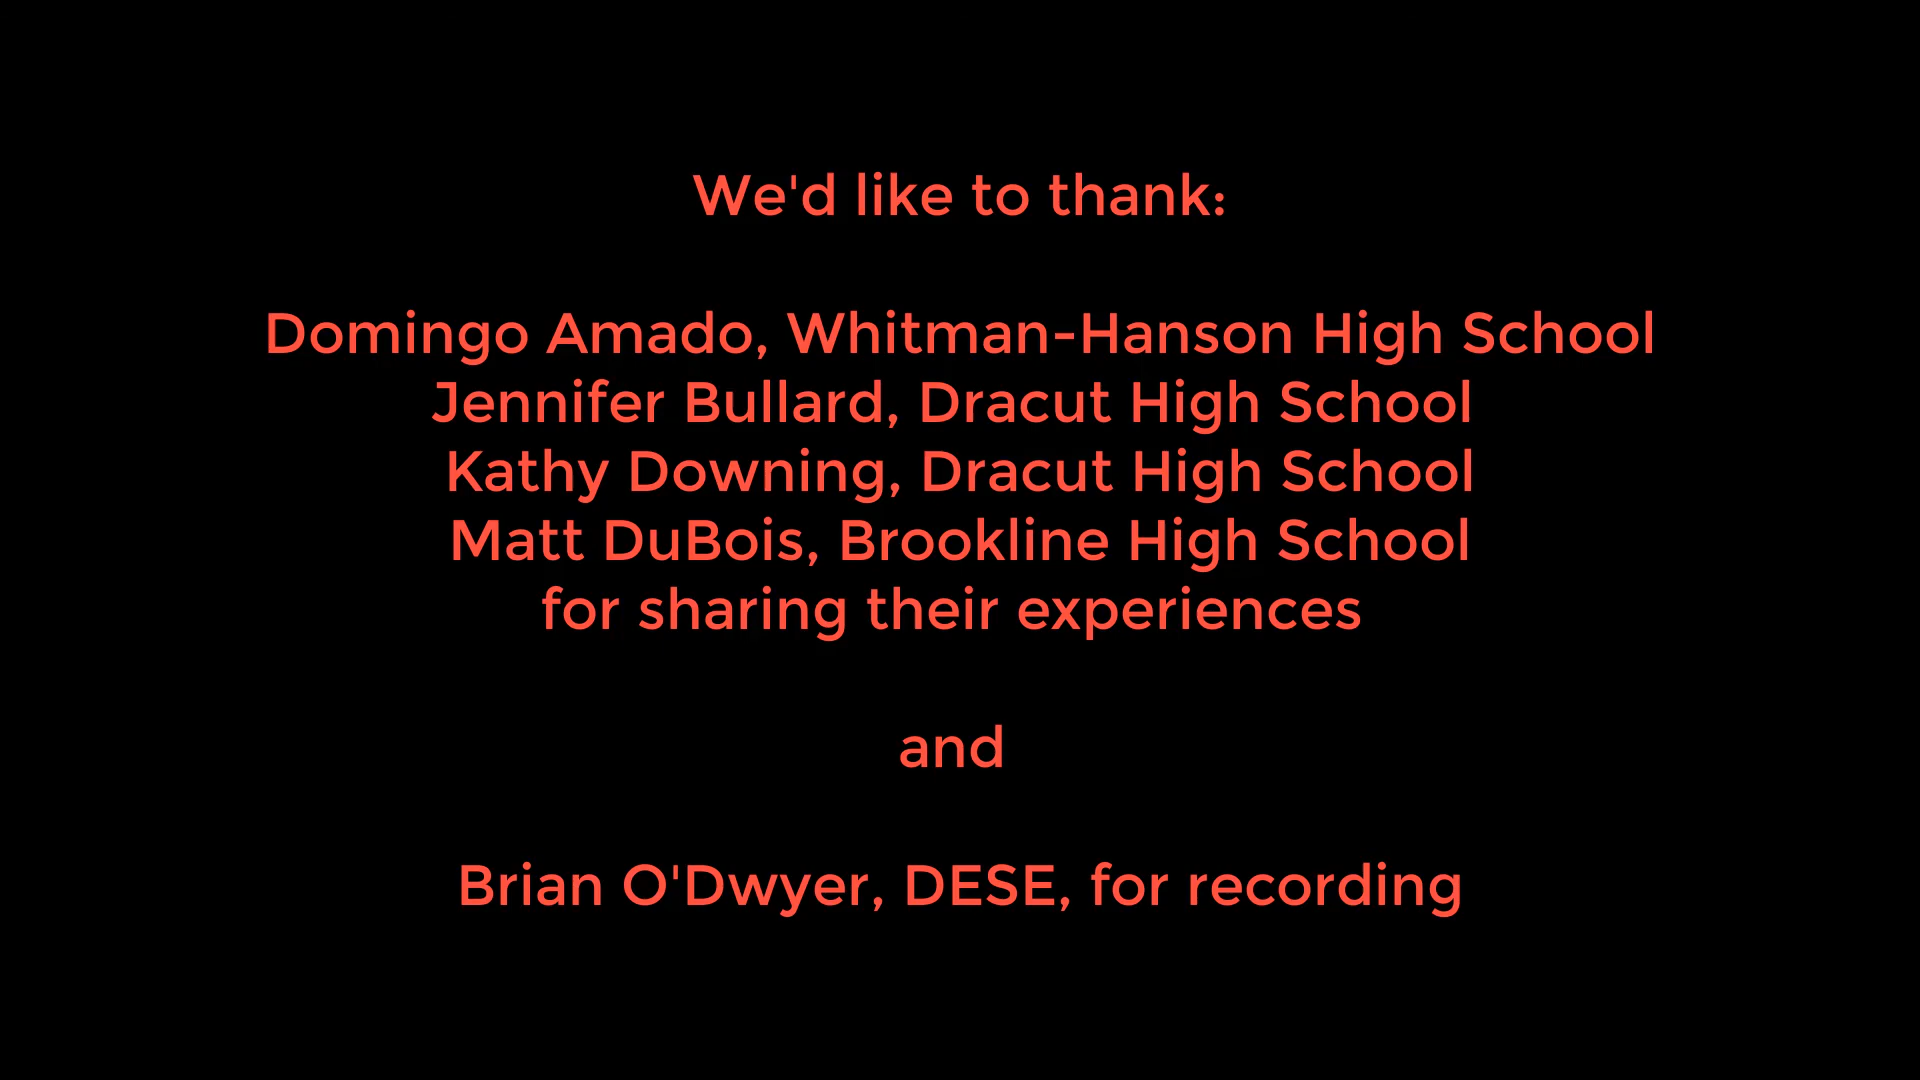 We'd like to thank:
Domingo Amado, Whitman-Hanson High School
Jennifer Bullard, Dracut High School
Kathy Downing, Dracut High School
Matt DuBois, Brookline High School
for sharing their experiences
and
Brian O'Dwyer, DESE, for recording